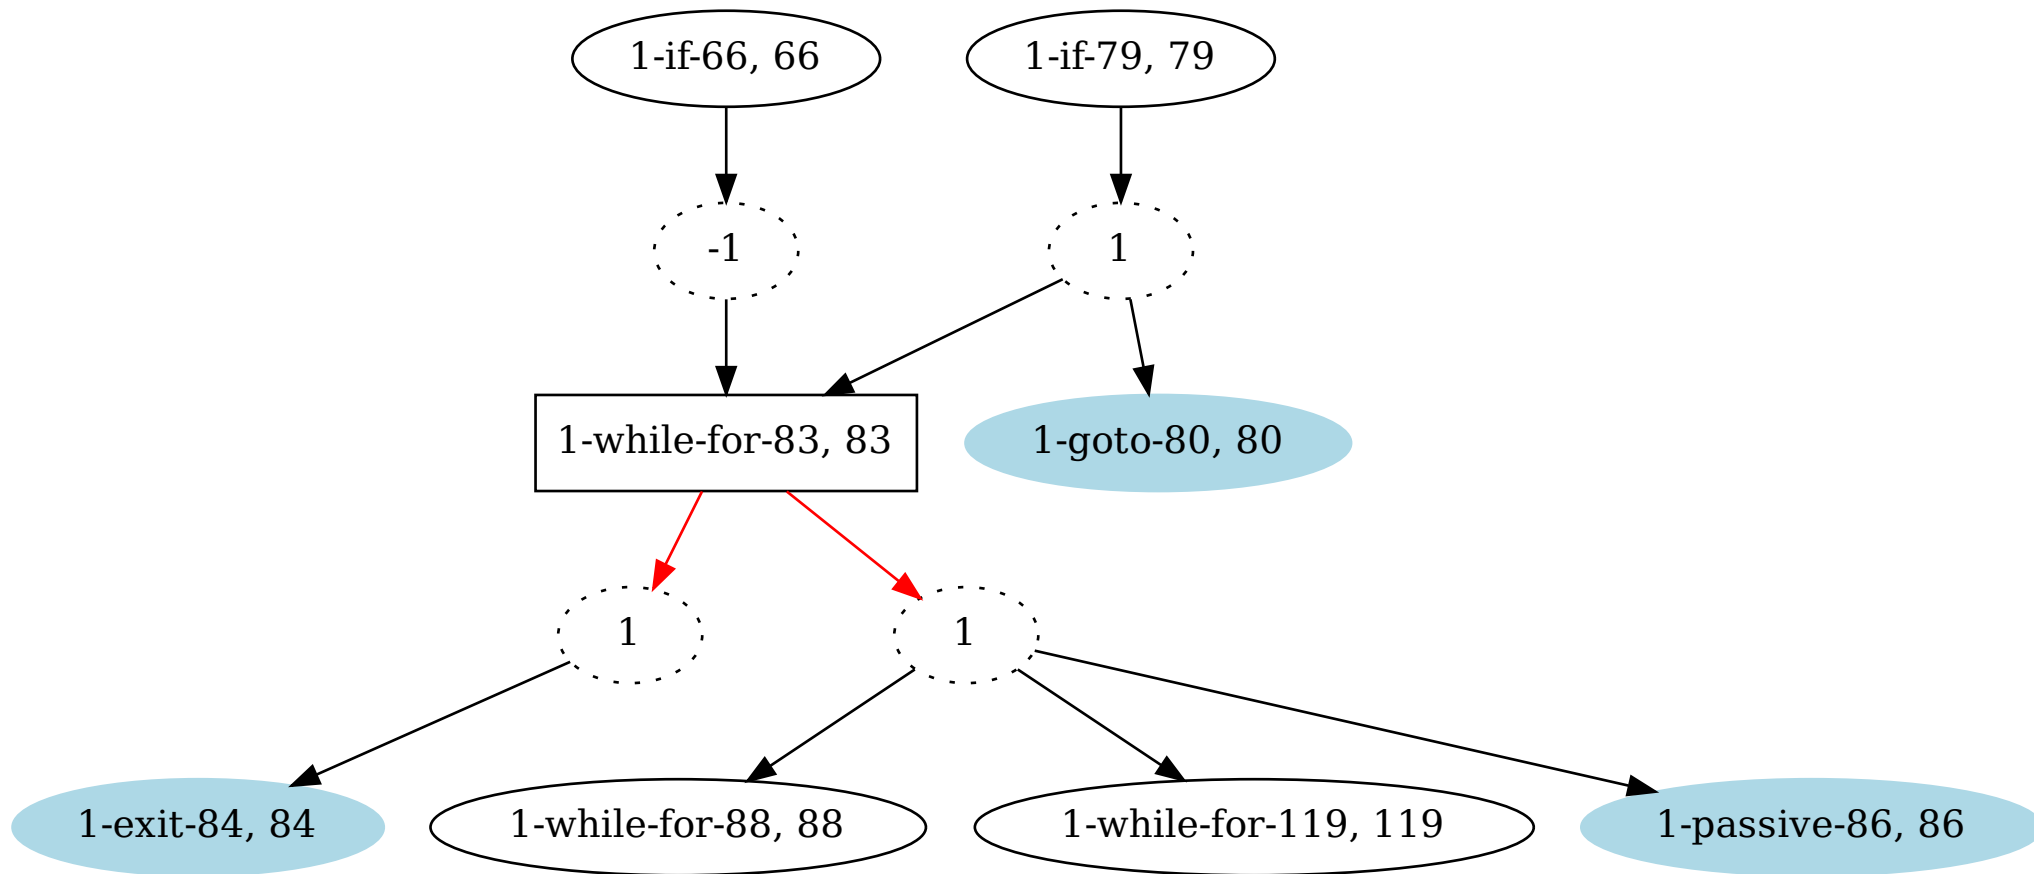 1-if-66, 66
1-if-79, 79
-1
1
1-while-for-83, 83
1-goto-80, 80
1
1
1-exit-84, 84
1-while-for-88, 88
1-while-for-119, 119
1-passive-86, 86